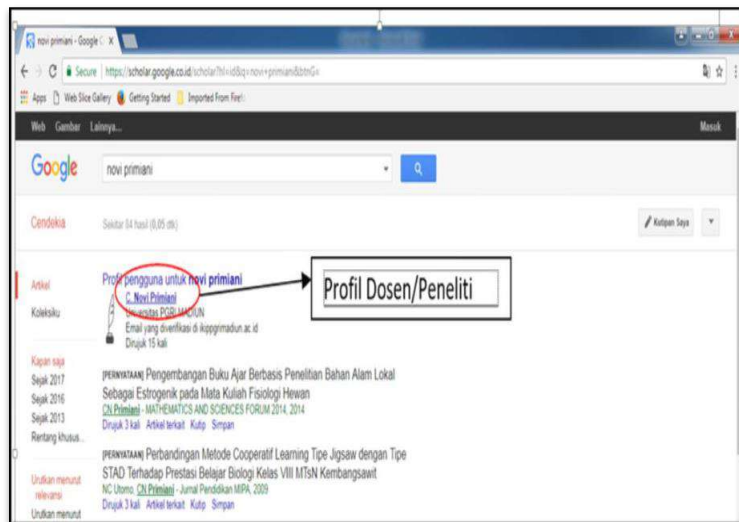 novi primiani - Google
Secure | https://scholar.google.co.id/scholar?hl=id&q=novi+primiani&btnG=
Apps Web Slice Gallery Getting Started Imported From Firef
Web Gambar Lainnya... Masuk
Google novi primiani
Cendekia Sekitar 84 hasil (0,05 dtk) Kutipan Saya
Artikel
Koleksiku
Kapan saja
Sejak 2017
Sejak 2016
Sejak 2013
Rentang khusus...
Urutkan menurut
relevansi
Urutkan menurut
Profil pengguna untuk novi primiani
C. Novi Primiani
Universitas PGRI MADIUN
Email yang diverifikasi di ikippgrimadiun.ac.id
Dirujuk 15 kali
Profil Dosen/Peneliti
[PERNYATAAN] Pengembangan Buku Ajar Berbasis Penelitian Bahan Alam Lokal
Sebagai Estrogenik pada Mata Kuliah Fisiologi Hewan
CN Primiani - MATHEMATICS AND SCIENCES FORUM 2014, 2014
Dirujuk 3 kali Artikel terkait Kutip Simpan
[PERNYATAAN] Perbandingan Metode Cooperatif Learning Tipe Jigsaw dengan Tipe
STAD Terhadap Prestasi Belajar Biologi Kelas VIII MTsN Kembangsawit
NC Utomo, CN Primiani - Jurnal Pendidikan MIPA, 2009
Dirujuk 3 kali Artikel terkait Kutip Simpan